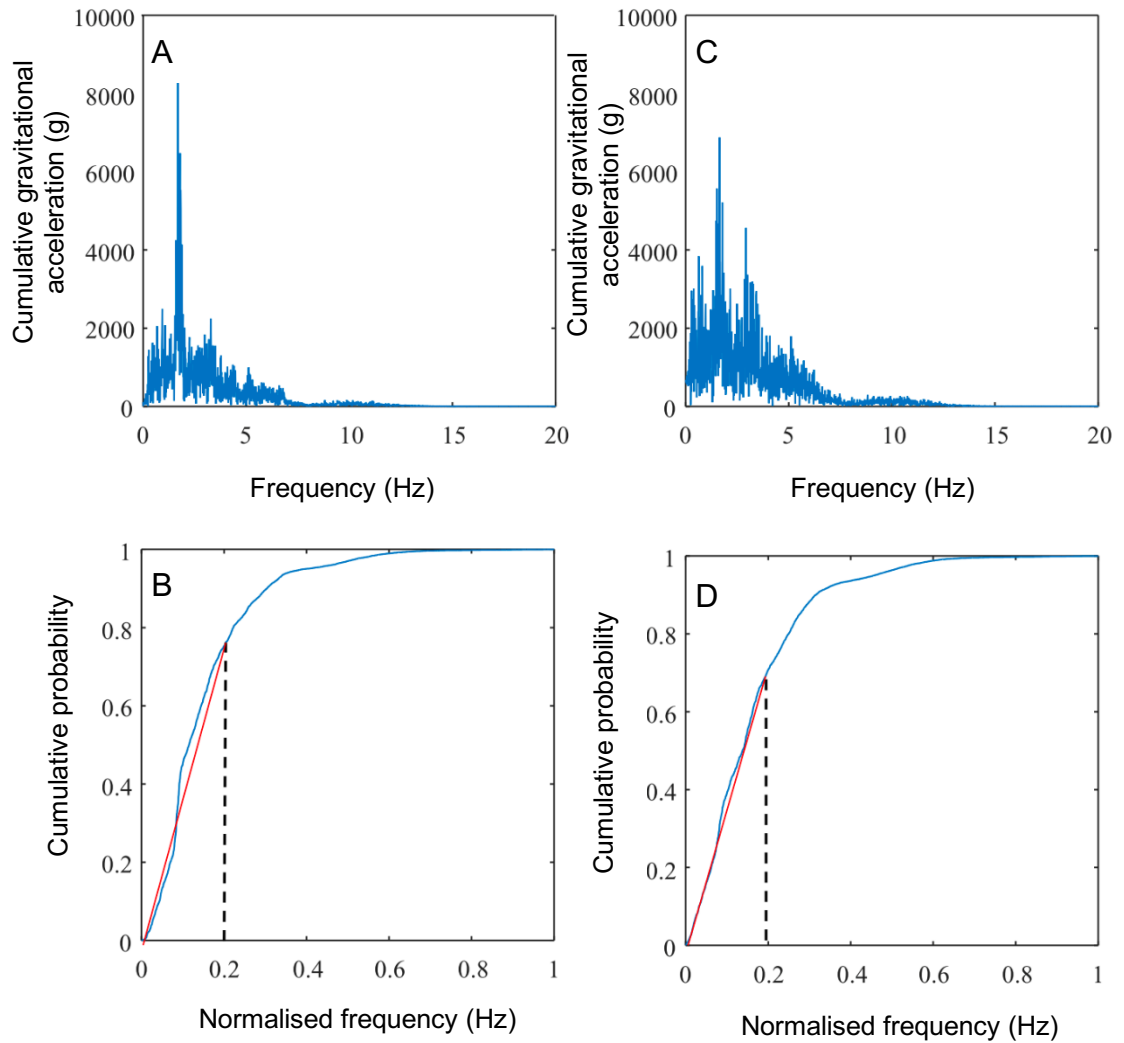 A
10000
8000
6000
4000
2000
0
0 5 10 15 20
Cumulative gravitational
acceleration (g)
Frequency (Hz)
C
10000
8000
6000
4000
2000
0
0 5 10 15 20
Cumulative gravitational
acceleration (g)
Frequency (Hz)
B
1
0.8
0.6
0.4
0.2
0
0 0.2 0.4 0.6 0.8 1
Cumulative probability
Normalised frequency (Hz)
D
1
0.8
0.6
0.4
0.2
0
0 0.2 0.4 0.6 0.8 1
Cumulative probability
Normalised frequency (Hz)